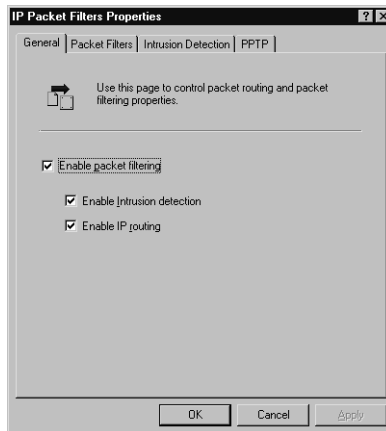 IP Packet Filters Properties
General Packet Filters Intrusion Detection PPTP
Use this page to control packet routing and packet
filtering properties.
Enable packet filtering
Enable Intrusion detection
Enable IP routing
OK Cancel Apply